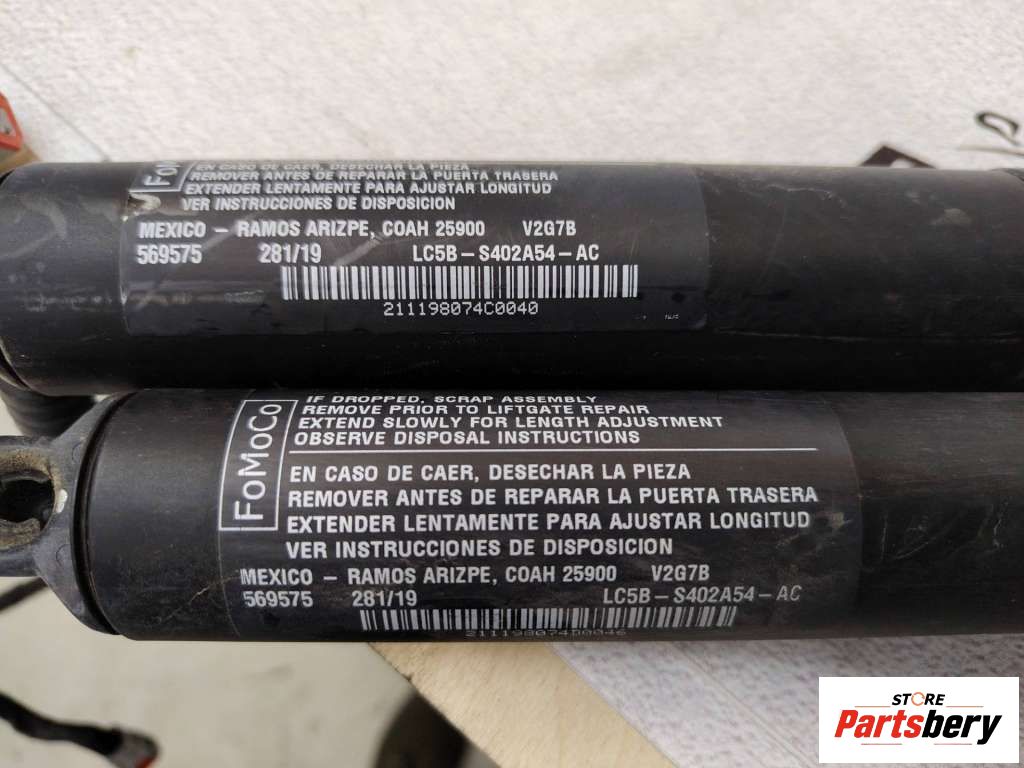 FoMo
EN CASO DE CAER, DESECHAR LA PIEZA
REMOVER ANTES DE REPARAR LA PUERTA TRASERA
EXTENDER LENTAMENTE PARA AJUSTAR LONGITUD
VER INSTRUCCIONES DE DISPOSICION
MEXICO - RAMOS ARIZPE, COAH 25900 V2G7B
569575 281/19 LC5B-S402A54-AC
211198074C0040
FoMoCo
IF DROPPED, SCRAP ASSEMBLY
REMOVE PRIOR TO LIFTGATE REPAIR
EXTEND SLOWLY FOR LENGTH ADJUSTMENT
OBSERVE DISPOSAL INSTRUCTIONS
EN CASO DE CAER, DESECHAR LA PIEZA
REMOVER ANTES DE REPARAR LA PUERTA TRASERA
EXTENDER LENTAMENTE PARA AJUSTAR LONGITUD
VER INSTRUCCIONES DE DISPOSICION
MEXICO - RAMOS ARIZPE, COAH 25900 V2G7B
569575 281/19 LC5B-S402A54-AC
211198074D0046
STORE
Partsbery